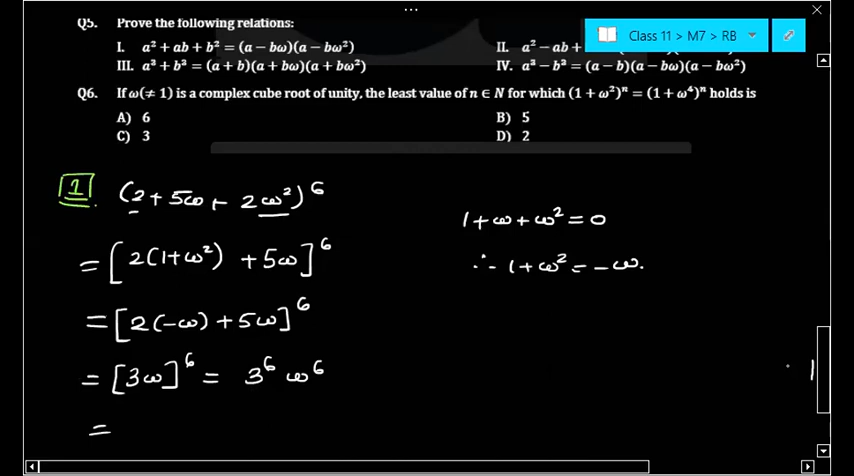 Q5. Prove the following relations:
I. a² + ab + b² = (a − bω)(a − bω²)
II. a² − ab +
Class 11 > M7 > RB
III. a³ + b³ = (a + b)(a + bω)(a + bω²)
IV. a³ − b³ = (a − b)(a − bω)(a − bω²)
Q6. If ω(≠ 1) is a complex cube root of unity, the least value of n ∈ N for which (1 + ω²)ⁿ = (1 + ω⁴)ⁿ holds is
A) 6
B) 5
C) 3
D) 2
1. (2 + 5ω + 2ω²)⁶
= [2(1+ω²) + 5ω]⁶
= [2(−ω) + 5ω]⁶
= [3ω]⁶ = 3⁶ ω⁶
=
1 + ω + ω² = 0
∴ 1 + ω² = −ω.